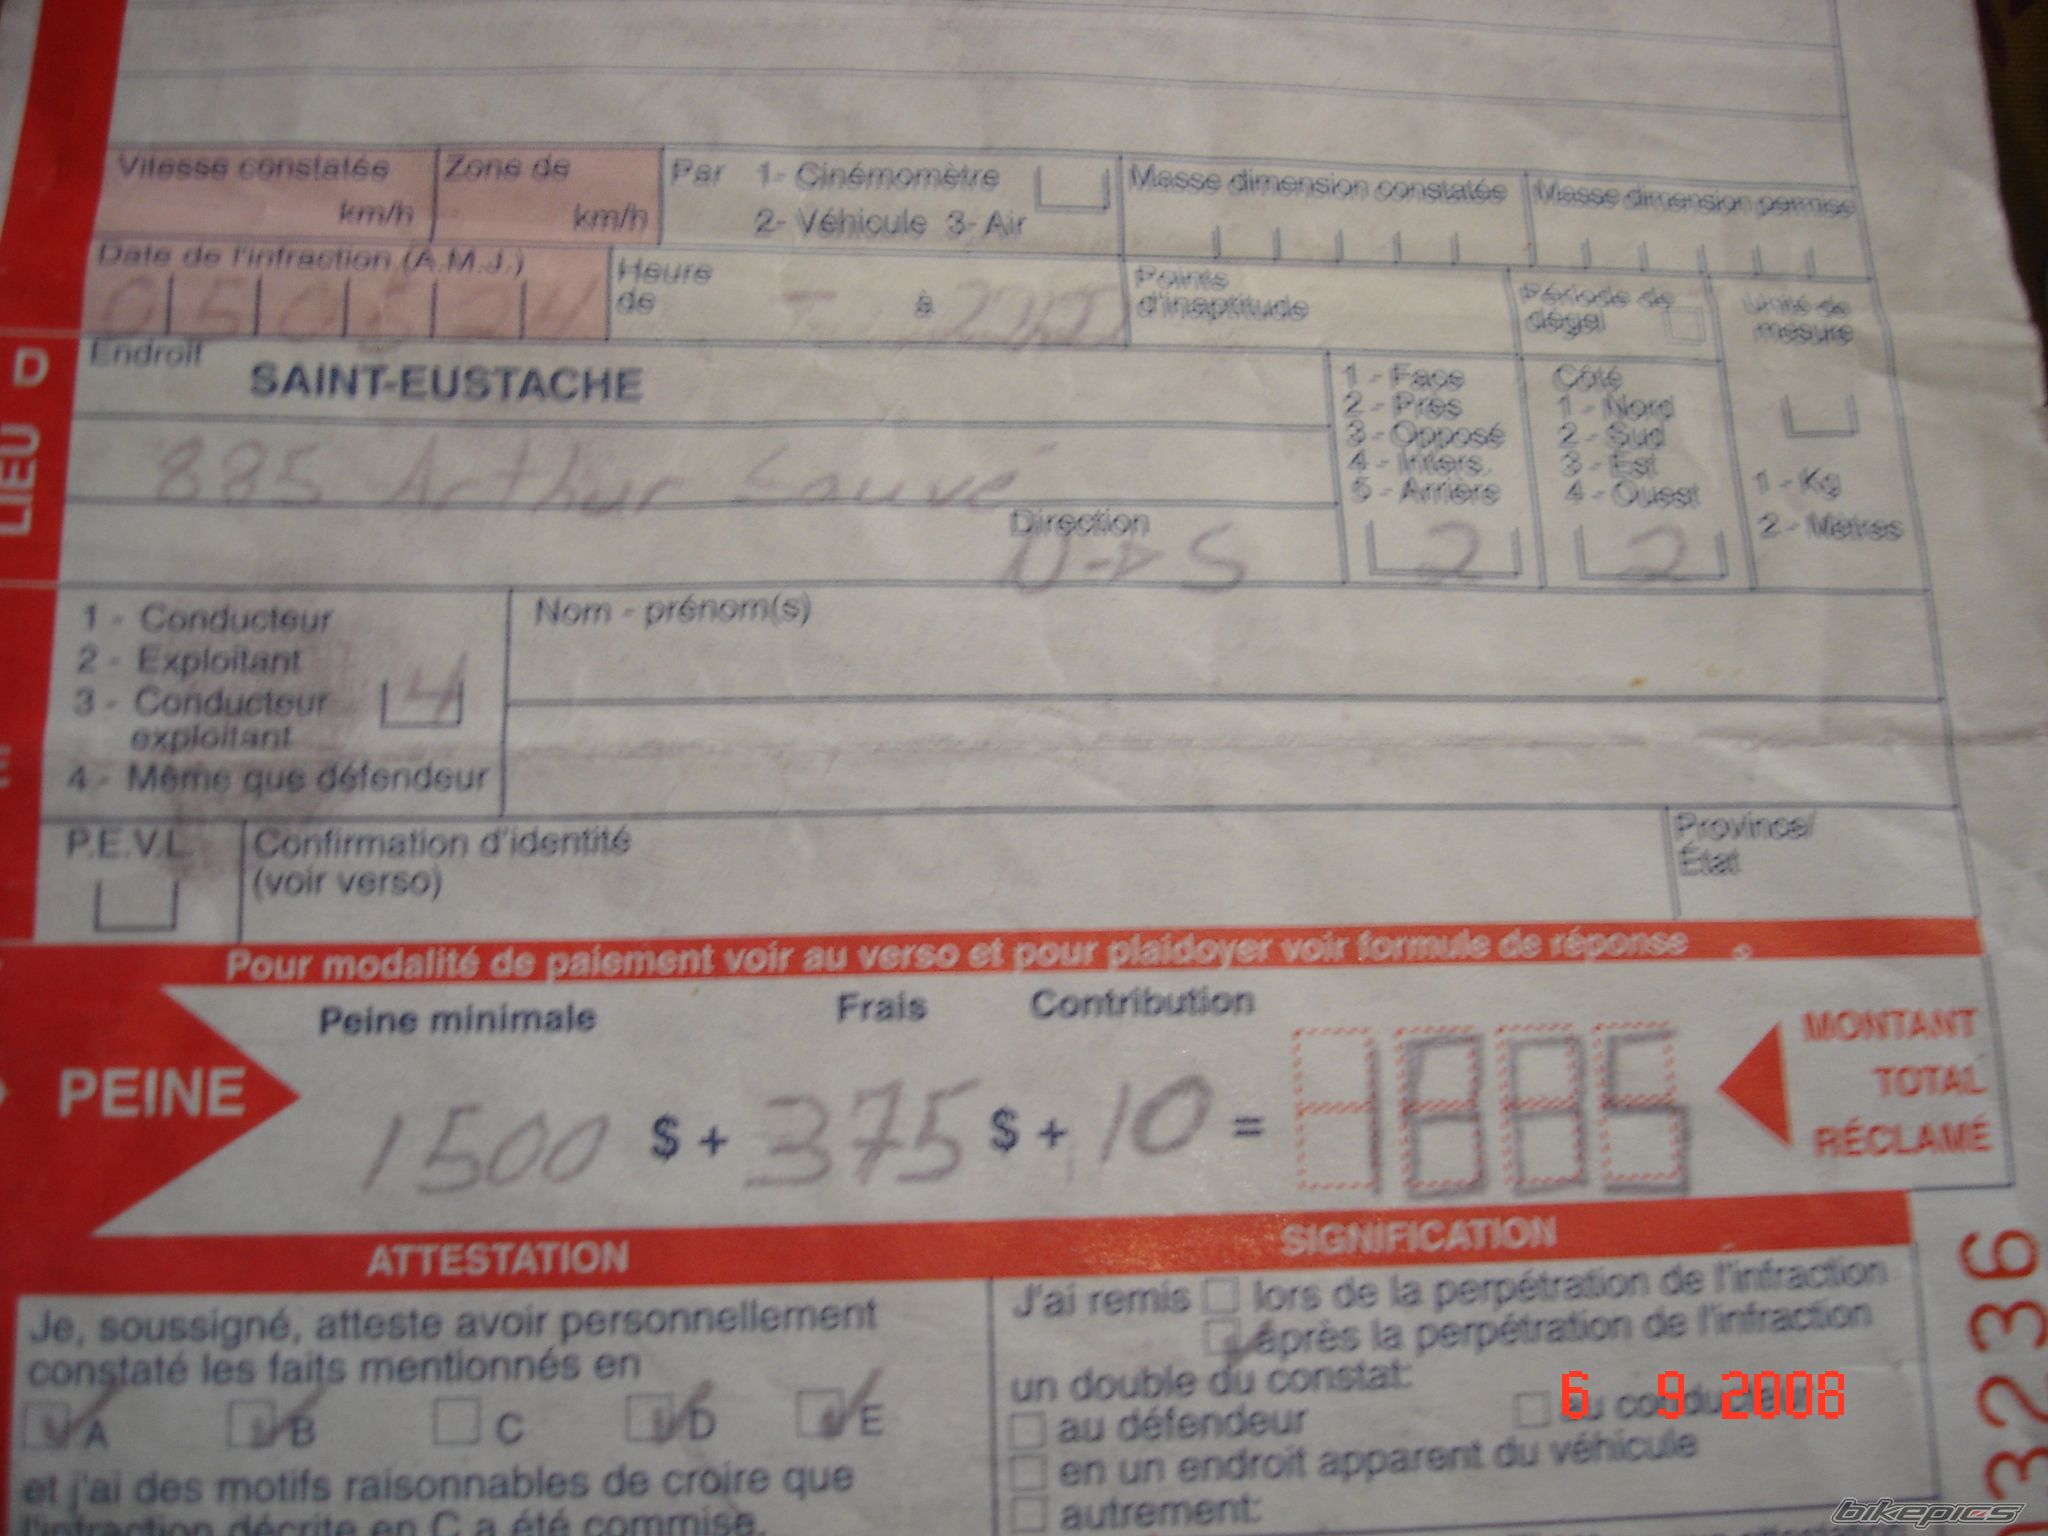 Vitesse constatée km/h Zone de km/h Par 1- Cinémomètre Masse dimension constatée Masse dimension permise
2- Véhicule 3- Air
Date de l'infraction (A.M.J.) Heure de à Points d'inaptitude Période de dégel Unité de mesure
LIEU D
Endroit
SAINT-EUSTACHE
885 Arthur Sauvé
Direction
N->S
1 - Face
2 - Près
3 - Opposé
4 - Inters.
5 - Arrière
2
Côté
1 - Nord
2 - Sud
3 - Est
4 - Ouest
2
1 - Kg
2 - Mètres
1 - Conducteur
2 - Exploitant
3 - Conducteur exploitant
4 - Même que défendeur
4
Nom - prénom(s)
P.E.V.L.
Confirmation d'identité
(voir verso)
Province/
État
Pour modalité de paiement voir au verso et pour plaidoyer voir formule de réponse
Peine minimale Frais Contribution
PEINE 1500 $ + 375 $ + 10 = 1885
MONTANT
TOTAL
RÉCLAMÉ
ATTESTATION
Je, soussigné, atteste avoir personnellement
constaté les faits mentionnés en
A B C D E
et j'ai des motifs raisonnables de croire que
l'infraction décrite en C a été commise.
SIGNIFICATION
J'ai remis lors de la perpétration de l'infraction
après la perpétration de l'infraction
un double du constat:
au défendeur au conducteur
en un endroit apparent du véhicule
autrement:
6 9 2008
32236
bikepics